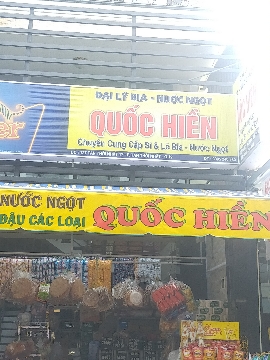 ĐẠI LÝ BIA - NƯỚC NGỌT
QUỐC HIỀN
Chuyên Cung Cấp Sỉ & Lẻ Bia - Nước Ngọt
NƯỚC NGỌT
ĐẬU CÁC LOẠI
QUỐC HIỀN